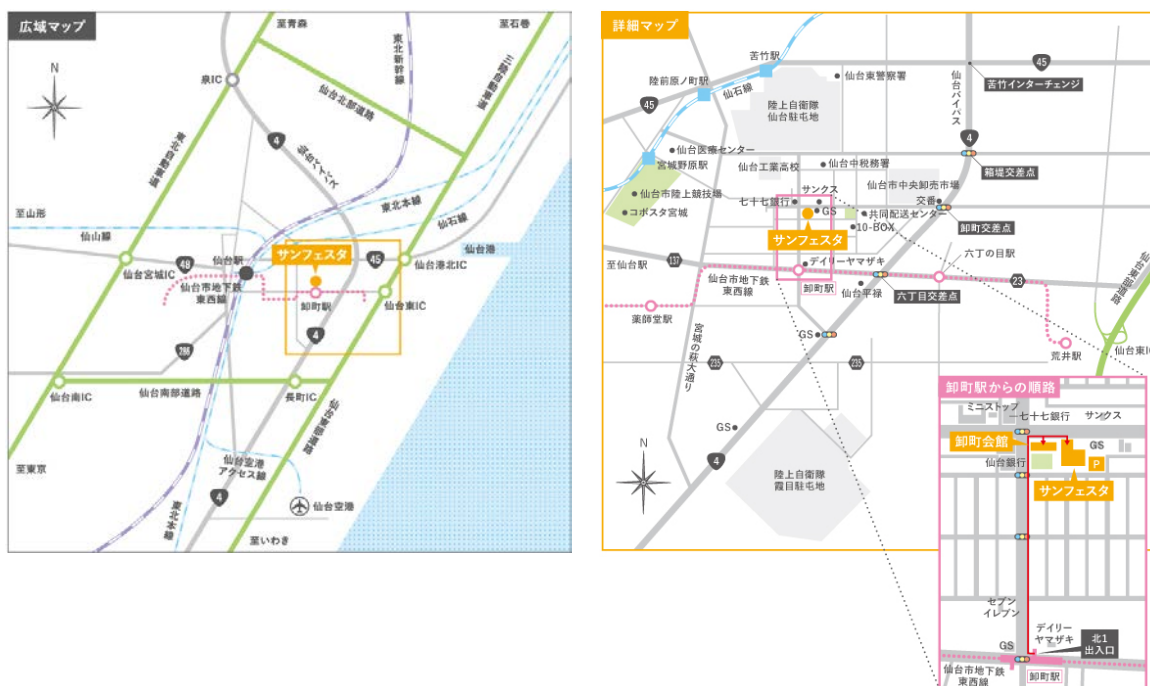 広域マップ
至青森
東北新幹線
至石巻
三陸自動車道
N
泉IC
仙台北部道路
4
仙台バイパス
東北自動車道
至山形
仙山線
東北本線
仙石線
仙台港
仙台駅
サンフェスタ
48
45
仙台宮城IC
仙台港北IC
仙台市地下鉄
東西線
卸町駅
仙台東IC
4
286
仙台南IC
仙台南部道路
長町IC
仙台東部道路
至東京
仙台空港
アクセス線
4
仙台空港
東北本線
至いわき
詳細マップ
苦竹駅
陸前原ノ町駅
仙石線
仙台東警察署
仙台バイパス
45
苦竹インターチェンジ
45
陸上自衛隊
仙台駐屯地
4
仙台医療センター
宮城野原駅
仙台工業高校
仙台中税務署
箱堤交差点
仙台市陸上競技場
コボスタ宮城
七十七銀行
サンクス
GS
仙台市中央卸売市場
交番
共同配送センター
10-BOX
卸町交差点
サンフェスタ
デイリーヤマザキ
至仙台駅
137
六丁の目駅
仙台市地下鉄
東西線
卸町駅
仙台平禄
六丁目交差点
23
仙台東部道路
薬師堂駅
宮城の萩大通り
GS
荒井駅
仙台東IC
235
235
GS
N
4
陸上自衛隊
霞目駐屯地
卸町駅からの順路
ミニストップ
七十七銀行
サンクス
卸町会館
GS
仙台銀行
P
サンフェスタ
セブン
イレブン
デイリー
ヤマザキ
北1
出入口
GS
仙台市地下鉄
東西線
卸町駅